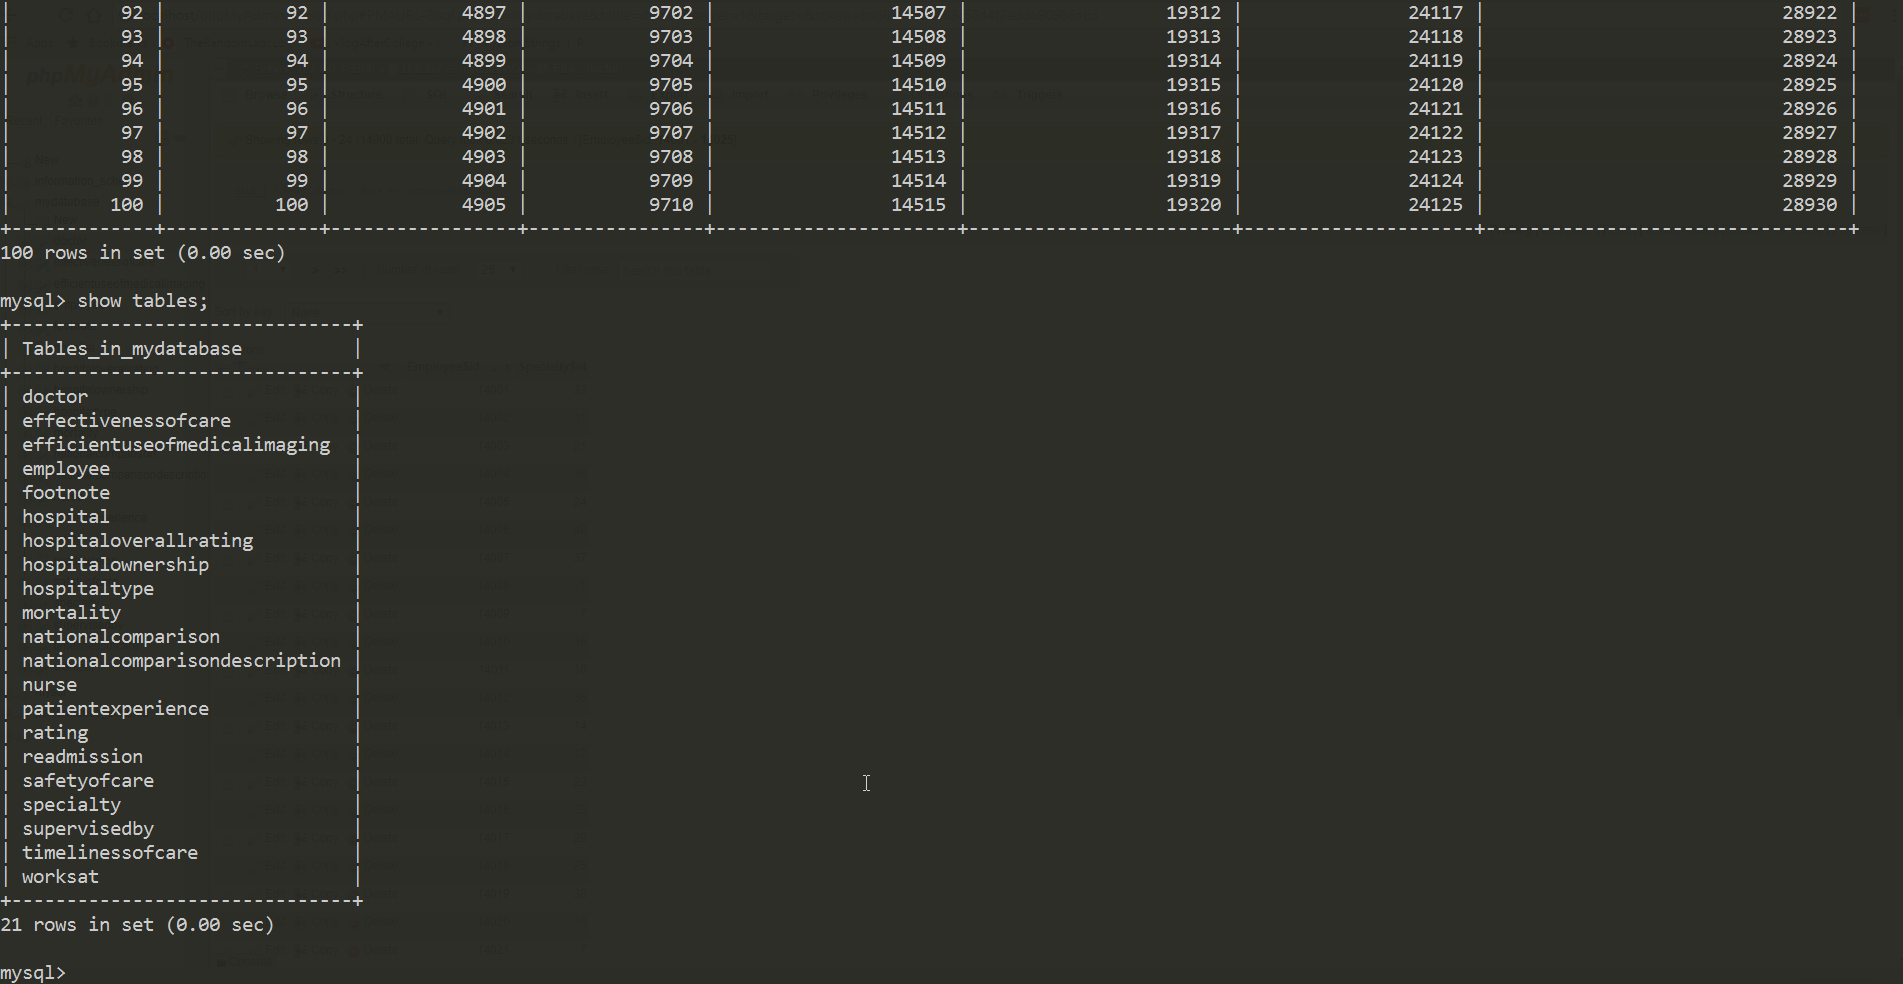 |          92 |           92 |            4897 |           9702 |                14507 |                  19312 |               24117 |                           28922 |
|          93 |           93 |            4898 |           9703 |                14508 |                  19313 |               24118 |                           28923 |
|          94 |           94 |            4899 |           9704 |                14509 |                  19314 |               24119 |                           28924 |
|          95 |           95 |            4900 |           9705 |                14510 |                  19315 |               24120 |                           28925 |
|          96 |           96 |            4901 |           9706 |                14511 |                  19316 |               24121 |                           28926 |
|          97 |           97 |            4902 |           9707 |                14512 |                  19317 |               24122 |                           28927 |
|          98 |           98 |            4903 |           9708 |                14513 |                  19318 |               24123 |                           28928 |
|          99 |           99 |            4904 |           9709 |                14514 |                  19319 |               24124 |                           28929 |
|         100 |          100 |            4905 |           9710 |                14515 |                  19320 |               24125 |                           28930 |
+-------------+--------------+-----------------+----------------+----------------------+------------------------+---------------------+---------------------------------+
100 rows in set (0.00 sec)
mysql> show tables;
+-------------------------------+
| Tables_in_mydatabase          |
+-------------------------------+
| doctor                        |
| effectivenessofcare           |
| efficientuseofmedicalimaging  |
| employee                      |
| footnote                      |
| hospital                      |
| hospitaloverallrating         |
| hospitalownership             |
| hospitaltype                  |
| mortality                     |
| nationalcomparison            |
| nationalcomparisondescription |
| nurse                         |
| patientexperience             |
| rating                        |
| readmission                   |
| safetyofcare                  |
| specialty                     |
| supervisedby                  |
| timelinessofcare              |
| worksat                       |
+-------------------------------+
21 rows in set (0.00 sec)
mysql>